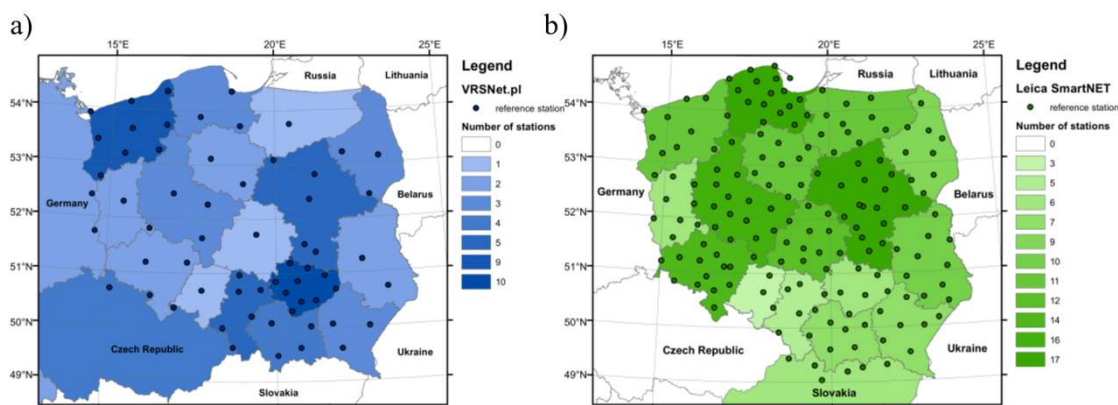 a)
15°E
20°E
25°E
Russia
Lithuania
54°N
53°N
52°N
51°N
50°N
49°N
Germany
Belarus
Czech Republic
Ukraine
Slovakia
Legend
VRSNet.pl
reference station
Number of stations
0
1
2
3
4
5
9
10
b)
15°E
20°E
25°E
Russia
Lithuania
54°N
53°N
52°N
51°N
50°N
49°N
Germany
Belarus
Czech Republic
Ukraine
Slovakia
Legend
Leica SmartNET
reference station
Number of stations
0
3
5
6
7
9
10
11
12
14
16
17